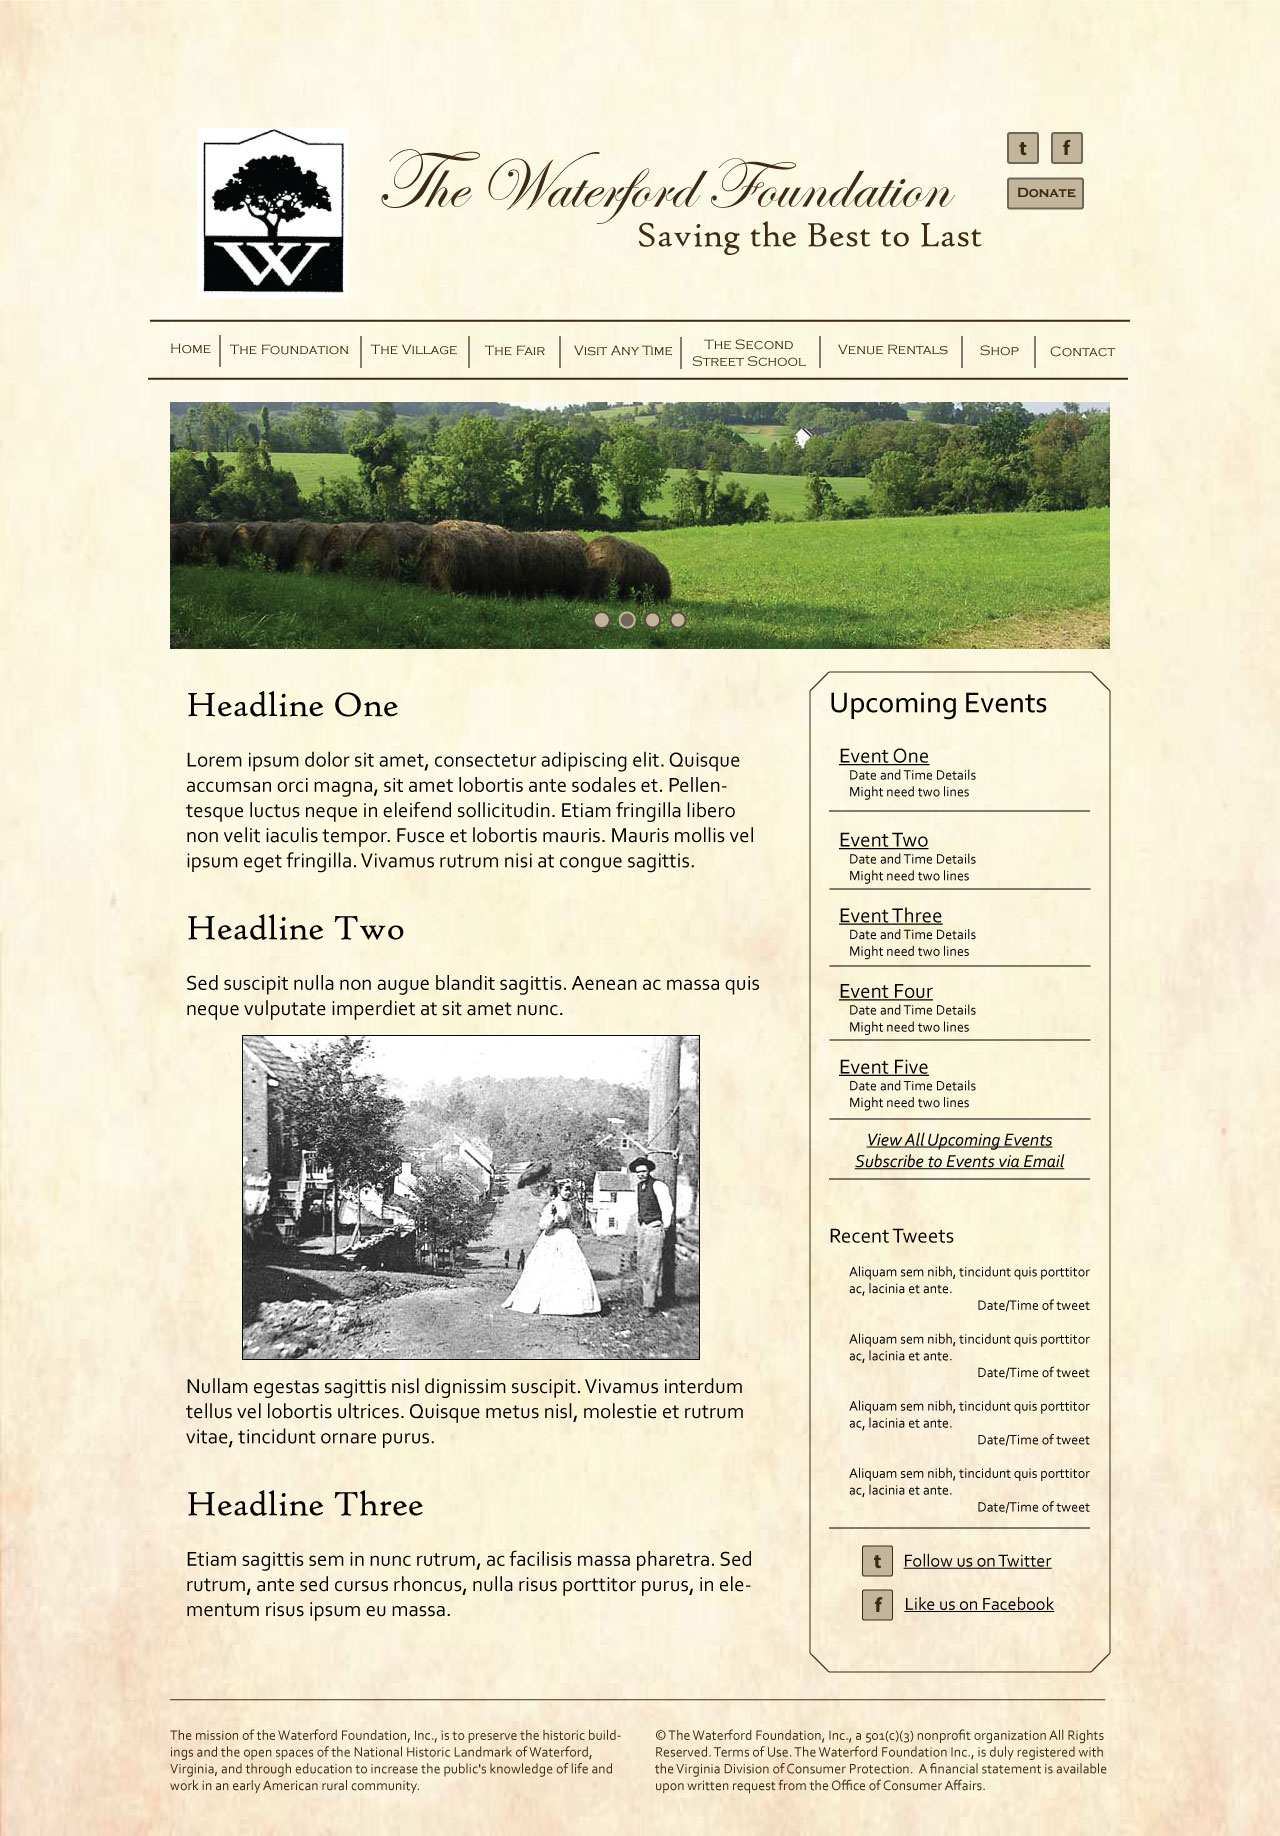 W
The Waterford Foundation
Saving the Best to Last
t f
Donate
Home
The Foundation
The Village
The Fair
Visit Any Time
The Second
Street School
Venue Rentals
Shop
Contact
Headline One
Lorem ipsum dolor sit amet, consectetur adipiscing elit. Quisque
accumsan orci magna, sit amet lobortis ante sodales et. Pellen-
tesque luctus neque in eleifend sollicitudin. Etiam fringilla libero
non velit iaculis tempor. Fusce et lobortis mauris. Mauris mollis vel
ipsum eget fringilla. Vivamus rutrum nisi at congue sagittis.
Headline Two
Sed suscipit nulla non augue blandit sagittis. Aenean ac massa quis
neque vulputate imperdiet at sit amet nunc.
Nullam egestas sagittis nisl dignissim suscipit. Vivamus interdum
tellus vel lobortis ultrices. Quisque metus nisl, molestie et rutrum
vitae, tincidunt ornare purus.
Headline Three
Etiam sagittis sem in nunc rutrum, ac facilisis massa pharetra. Sed
rutrum, ante sed cursus rhoncus, nulla risus porttitor purus, in ele-
mentum risus ipsum eu massa.
Upcoming Events
Event One
Date and Time Details
Might need two lines
Event Two
Date and Time Details
Might need two lines
Event Three
Date and Time Details
Might need two lines
Event Four
Date and Time Details
Might need two lines
Event Five
Date and Time Details
Might need two lines
View All Upcoming Events
Subscribe to Events via Email
Recent Tweets
Aliquam sem nibh, tincidunt quis porttitor
ac, lacinia et ante.
Date/Time of tweet
Aliquam sem nibh, tincidunt quis porttitor
ac, lacinia et ante.
Date/Time of tweet
Aliquam sem nibh, tincidunt quis porttitor
ac, lacinia et ante.
Date/Time of tweet
Aliquam sem nibh, tincidunt quis porttitor
ac, lacinia et ante.
Date/Time of tweet
t Follow us on Twitter
f Like us on Facebook
The mission of the Waterford Foundation, Inc., is to preserve the historic build-
ings and the open spaces of the National Historic Landmark of Waterford,
Virginia, and through education to increase the public's knowledge of life and
work in an early American rural community.
© The Waterford Foundation, Inc., a 501(c)(3) nonprofit organization All Rights
Reserved. Terms of Use. The Waterford Foundation Inc., is duly registered with
the Virginia Division of Consumer Protection.  A financial statement is available
upon written request from the Office of Consumer Affairs.